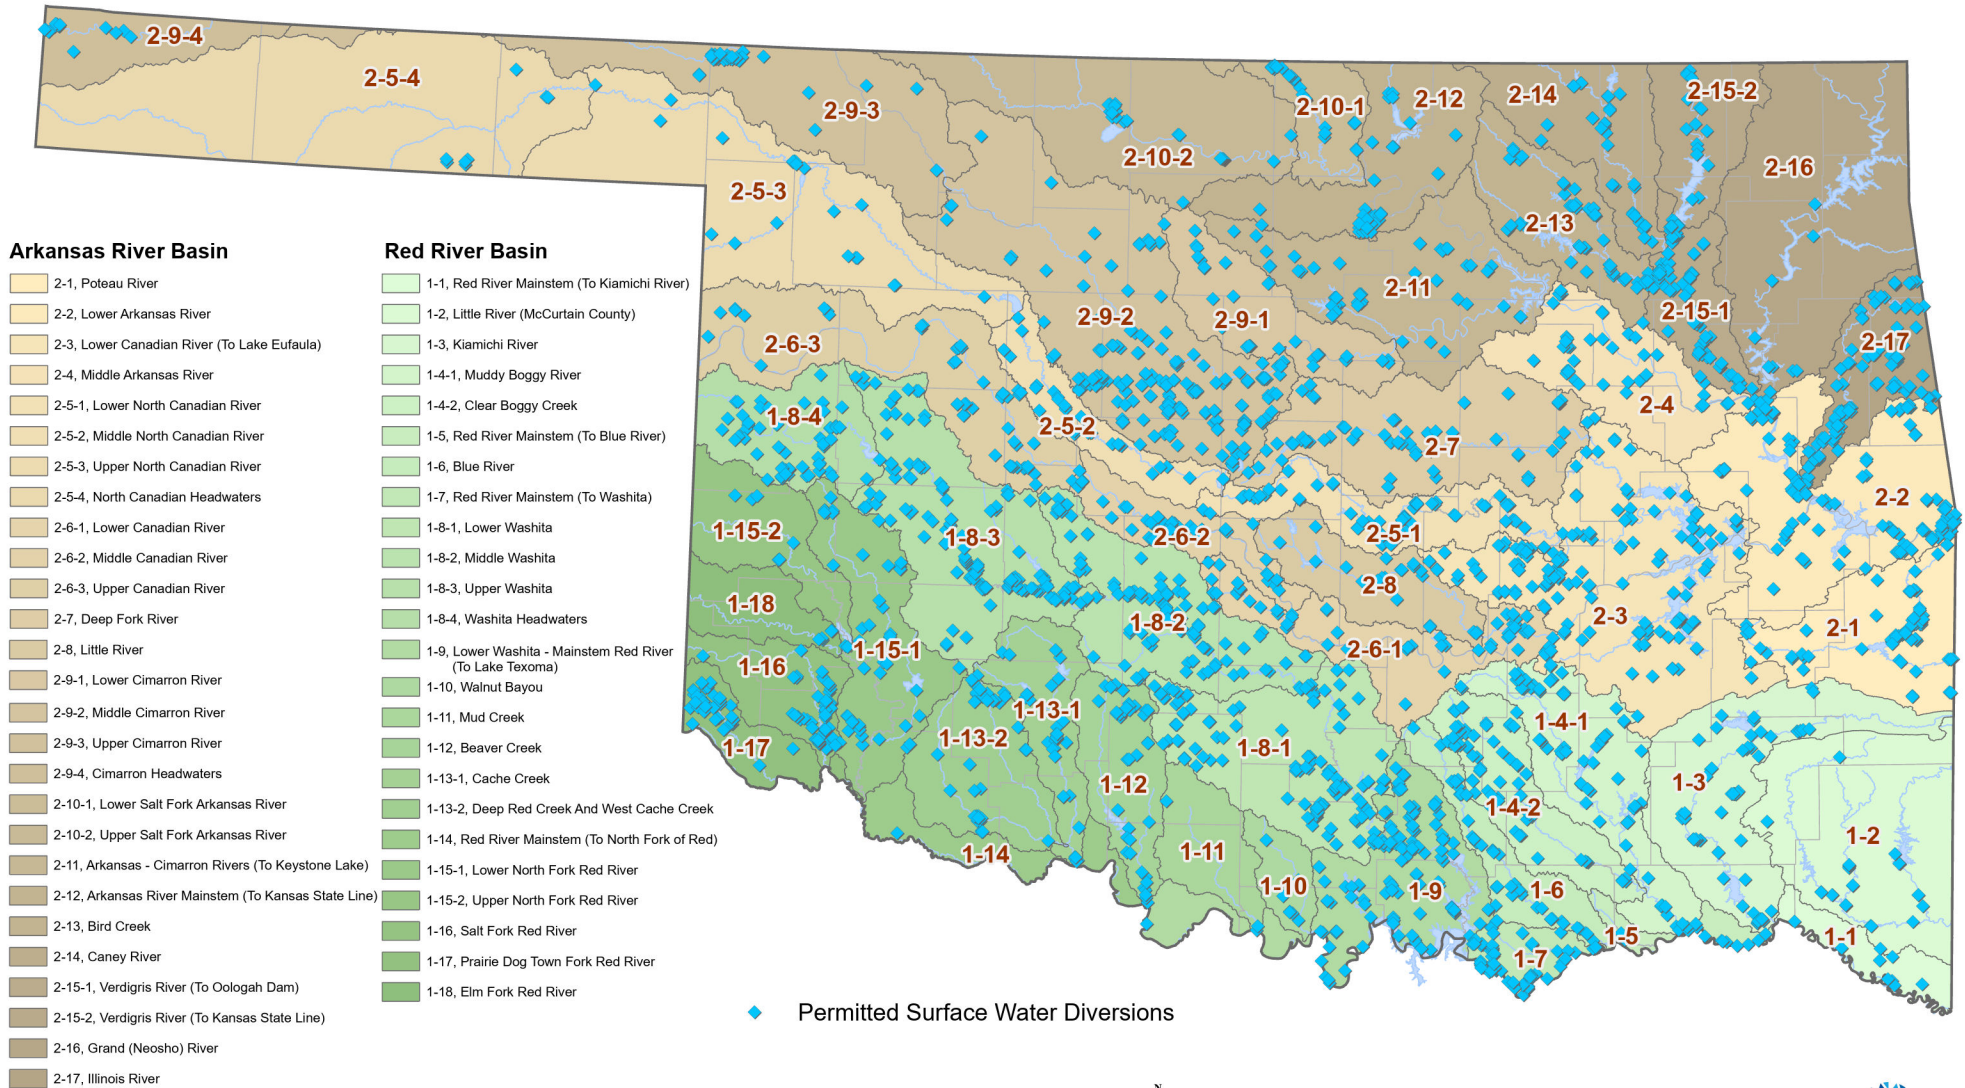 Arkansas River Basin
2-1, Poteau River
2-2, Lower Arkansas River
2-3, Lower Canadian River (To Lake Eufaula)
2-4, Middle Arkansas River
2-5-1, Lower North Canadian River
2-5-2, Middle North Canadian River
2-5-3, Upper North Canadian River
2-5-4, North Canadian Headwaters
2-6-1, Lower Canadian River
2-6-2, Middle Canadian River
2-6-3, Upper Canadian River
2-7, Deep Fork River
2-8, Little River
2-9-1, Lower Cimarron River
2-9-2, Middle Cimarron River
2-9-3, Upper Cimarron River
2-9-4, Cimarron Headwaters
2-10-1, Lower Salt Fork Arkansas River
2-10-2, Upper Salt Fork Arkansas River
2-11, Arkansas - Cimarron Rivers (To Keystone Lake)
2-12, Arkansas River Mainstem (To Kansas State Line)
2-13, Bird Creek
2-14, Caney River
2-15-1, Verdigris River (To Oologah Dam)
2-15-2, Verdigris River (To Kansas State Line)
2-16, Grand (Neosho) River
2-17, Illinois River
Red River Basin
1-1, Red River Mainstem (To Kiamichi River)
1-2, Little River (McCurtain County)
1-3, Kiamichi River
1-4-1, Muddy Boggy River
1-4-2, Clear Boggy Creek
1-5, Red River Mainstem (To Blue River)
1-6, Blue River
1-7, Red River Mainstem (To Washita)
1-8-1, Lower Washita
1-8-2, Middle Washita
1-8-3, Upper Washita
1-8-4, Washita Headwaters
1-9, Lower Washita - Mainstem Red River
(To Lake Texoma)
1-10, Walnut Bayou
1-11, Mud Creek
1-12, Beaver Creek
1-13-1, Cache Creek
1-13-2, Deep Red Creek And West Cache Creek
1-14, Red River Mainstem (To North Fork of Red)
1-15-1, Lower North Fork Red River
1-15-2, Upper North Fork Red River
1-16, Salt Fork Red River
1-17, Prairie Dog Town Fork Red River
1-18, Elm Fork Red River
2-9-4
2-5-4
2-9-3
2-10-2
2-10-1
2-12
2-14
2-15-2
2-16
2-5-3
2-13
2-11
2-9-2
2-9-1
2-15-1
2-17
2-6-3
2-4
1-8-4
2-5-2
2-7
2-2
1-15-2
1-8-3
2-6-2
2-5-1
2-8
1-18
1-8-2
2-3
2-1
1-16
1-15-1
2-6-1
1-13-1
1-4-1
1-17
1-13-2
1-8-1
1-3
1-12
1-4-2
1-2
1-14
1-11
1-10
1-9
1-6
1-5
1-1
1-7
Permitted Surface Water Diversions
N